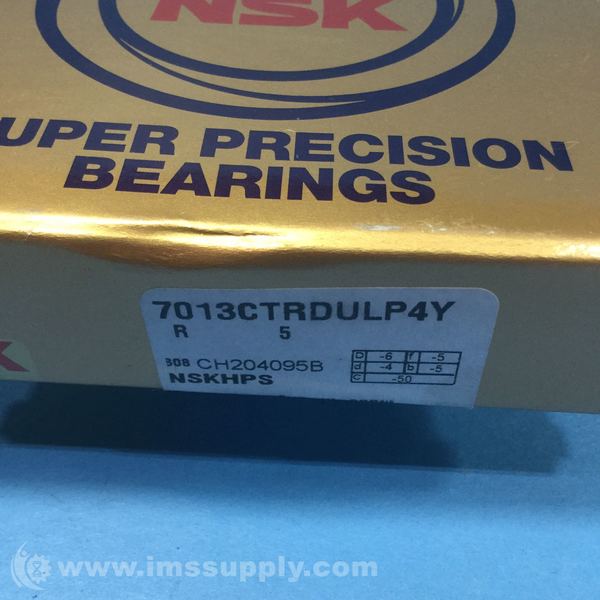 NSK
SUPER PRECISION
BEARINGS
7013CTRDULP4Y
R 5
308 CH204095B
NSKHPS
D -6 f -5
d -4 b -5
C -50
K
www.imssupply.com